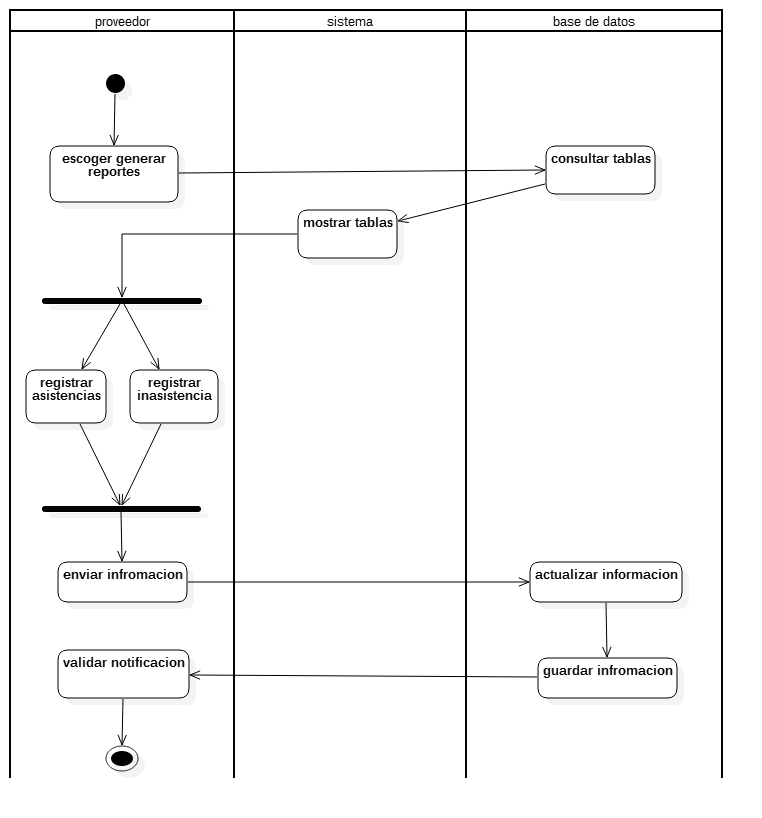 proveedor
sistema
base de datos
escoger generar
reportes
consultar tablas
mostrar tablas
registrar
asistencias
registrar
inasistencia
enviar infromacion
actualizar informacion
validar notificacion
guardar infromacion